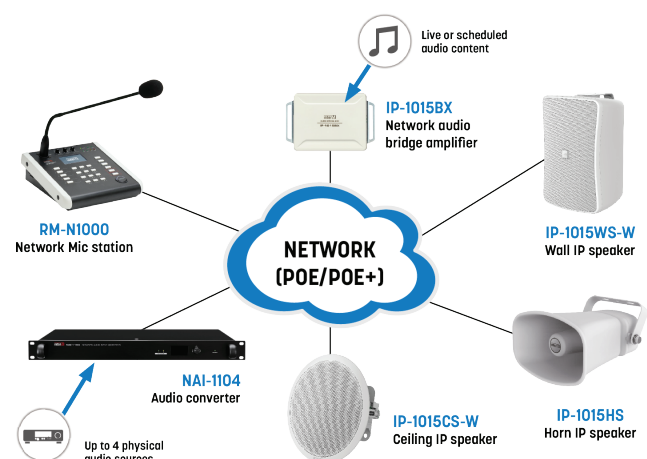 Live or scheduled
audio content
IP-1015BX
Network audio
bridge amplifier
RM-N1000
Network Mic station
IP-1015WS-W
Wall IP speaker
NETWORK
(POE/POE+)
NAI-1104
Audio converter
Up to 4 physical
audio sources
IP-1015CS-W
Ceiling IP speaker
IP-1015HS
Horn IP speaker